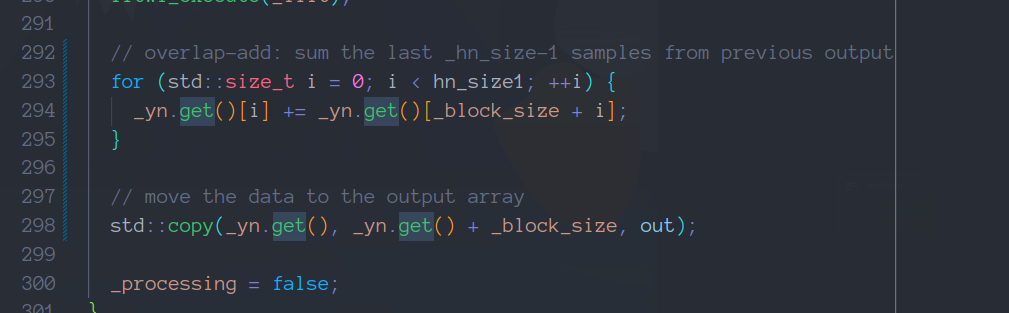 291
292 // overlap-add: sum the last _hn_size-1 samples from previous output
293 for (std::size_t i = 0; i < hn_size1; ++i) {
294 _yn.get()[i] += _yn.get()[_block_size + i];
295 }
296
297 // move the data to the output array
298 std::copy(_yn.get(), _yn.get() + _block_size, out);
299
300 _processing = false;
301 }